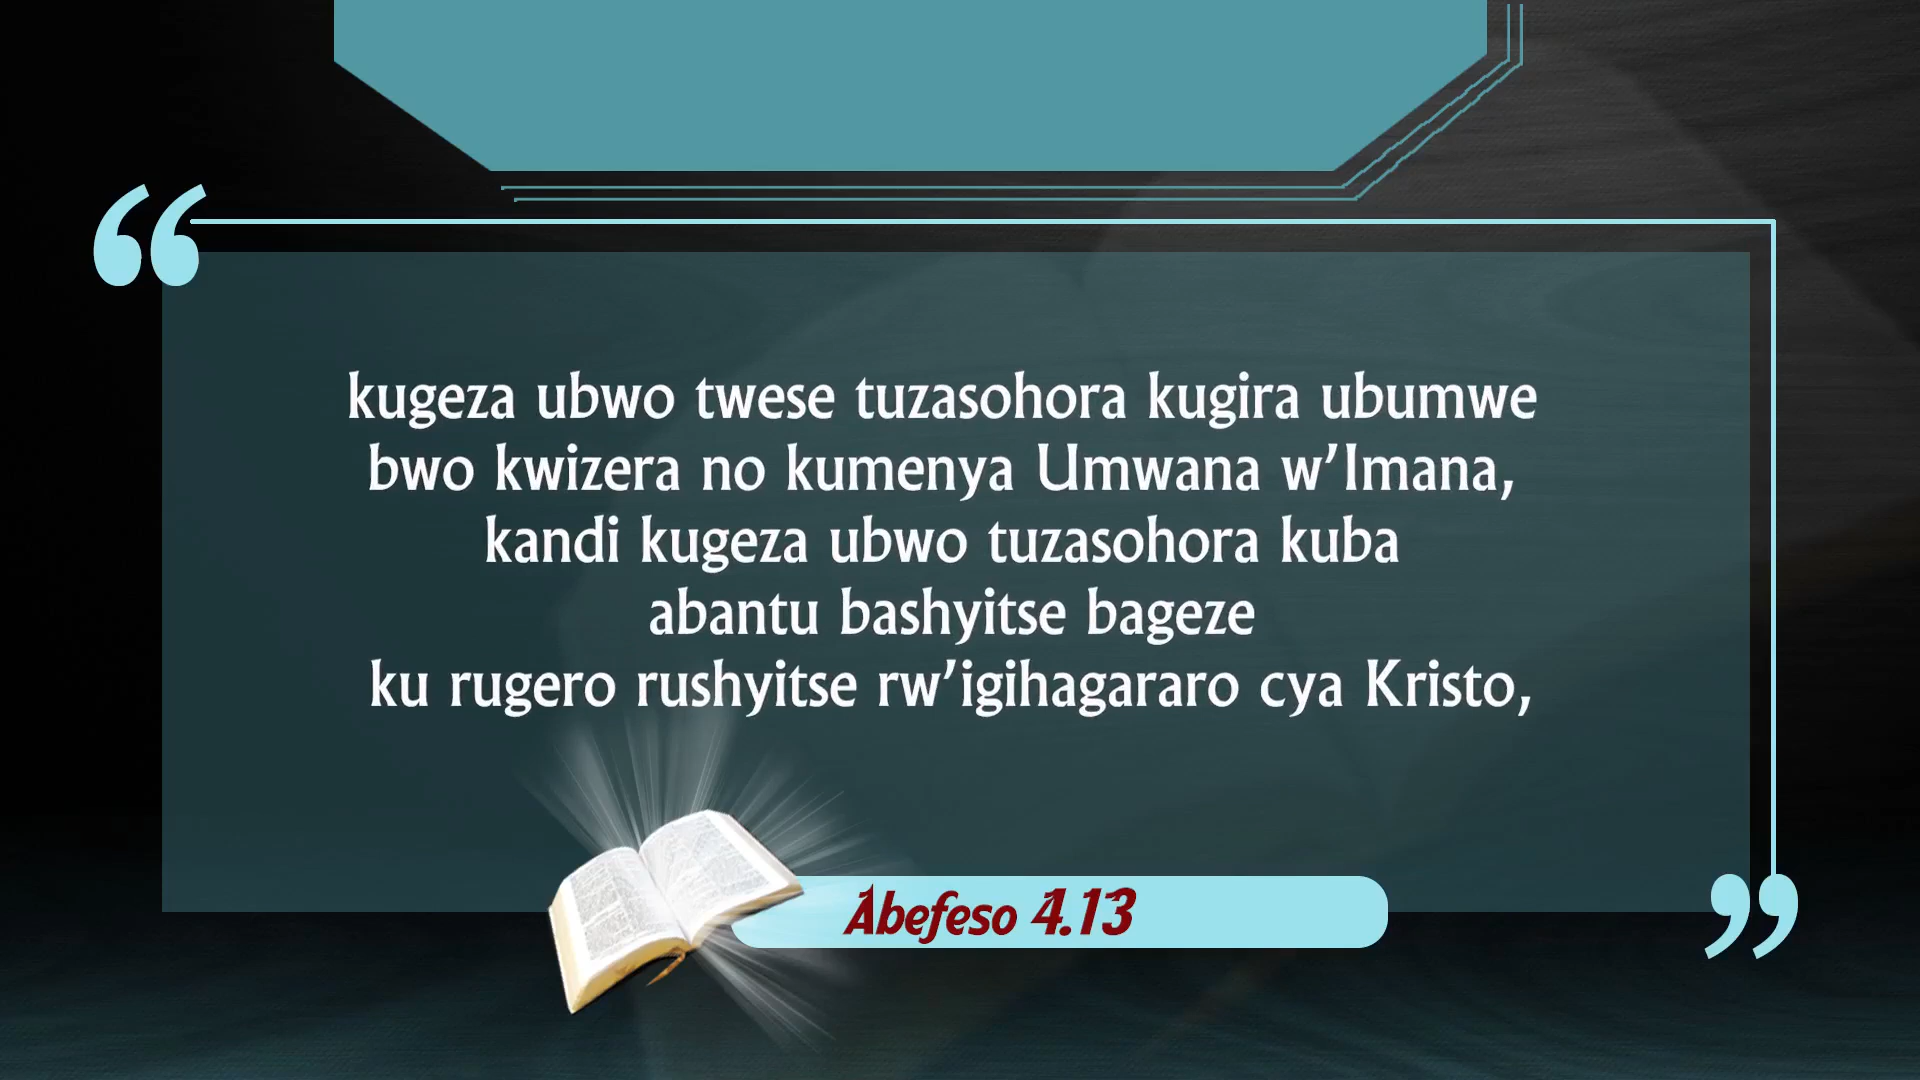 kugeza ubwo twese tuzasohora kugira ubumwe
bwo kwizera no kumenya Umwana w’Imana,
kandi kugeza ubwo tuzasohora kuba
abantu bashyitse bageze
ku rugero rushyitse rw’igihagararo cya Kristo,
Abefeso 4.13